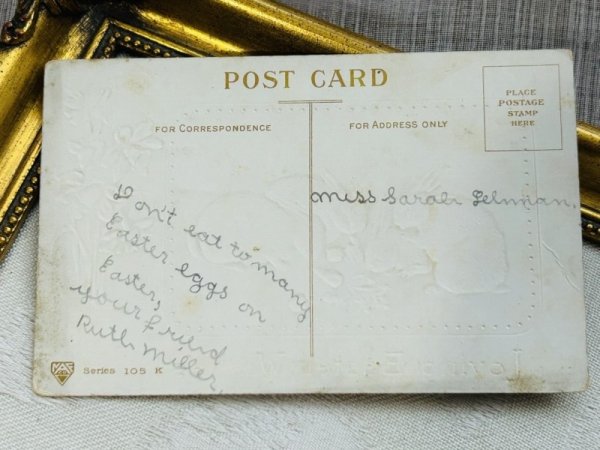 POST CARD
FOR CORRESPONDENCE
FOR ADDRESS ONLY
PLACE
POSTAGE
STAMP
HERE
Miss Sarah Lehman.
Don't eat to many
Easter eggs on
Easter,
your friend
Ruth Miller,
Series 105 K